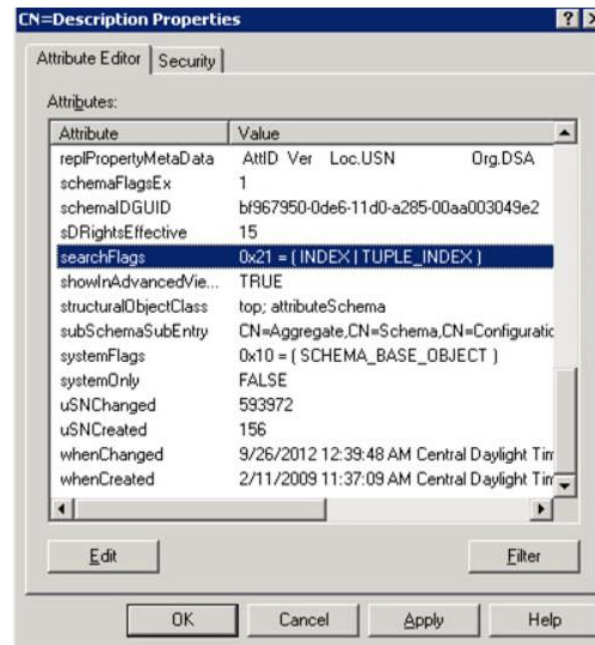 CN=Description Properties
Attribute Editor Security
Attributes:
Attribute Value
replPropertyMetaData AttID Ver Loc.USN Org.DSA
schemaFlagsEx 1
schemaIDGUID bf967950-0de6-11d0-a285-00aa003049e2
sDRightsEffective 15
searchFlags 0x21 = ( INDEX | TUPLE_INDEX )
showInAdvancedVie... TRUE
structuralObjectClass top; attributeSchema
subSchemaSubEntry CN=Aggregate,CN=Schema,CN=Configuratic
systemFlags 0x10 = ( SCHEMA_BASE_OBJECT )
systemOnly FALSE
uSNChanged 593972
uSNCreated 156
whenChanged 9/26/2012 12:39:48 AM Central Daylight Tim
whenCreated 2/11/2009 11:37:09 AM Central Daylight Tim
Edit Filter
OK Cancel Apply Help